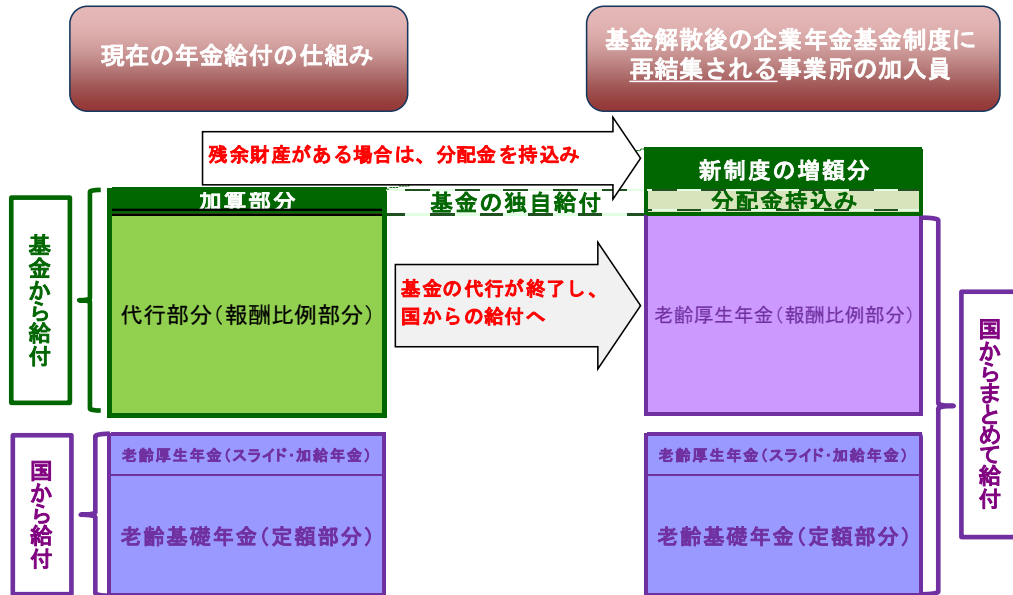 現在の年金給付の仕組み
基金解散後の企業年金基金制度に
再結集される事業所の加入員
残余財産がある場合は、分配金を持込み
新制度の増額分
加算部分
基金の独自給付
分配金持込み
基金から給付
代行部分(報酬比例部分)
基金の代行が終了し、
国からの給付へ
老齢厚生年金(報酬比例部分)
国からまとめて給付
国から給付
老齢厚生年金(スライド・加給年金)
老齢厚生年金(スライド・加給年金)
老齢基礎年金(定額部分)
老齢基礎年金(定額部分)